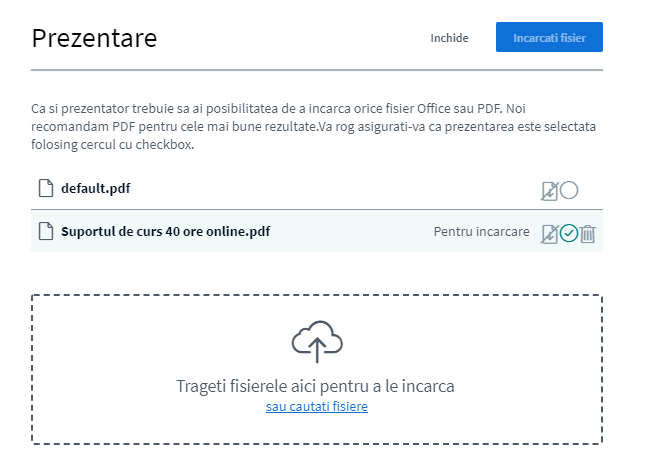 Prezentare
Inchide
Incarcati fisier
Ca si prezentator trebuie sa ai posibilitatea de a incarca orice fisier Office sau PDF. Noi
recomandam PDF pentru cele mai bune rezultate.Va rog asigurati-va ca prezentarea este selectata
folosing cercul cu checkbox.
default.pdf
Suportul de curs 40 ore online.pdf
Pentru incarcare
Trageti fisierele aici pentru a le incarca
sau cautati fisiere